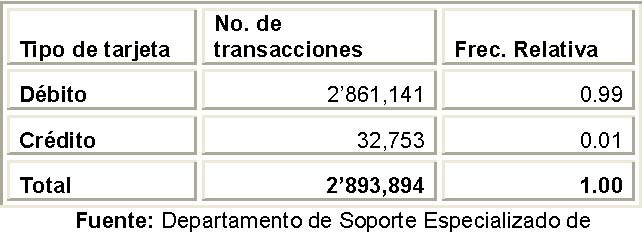 Tipo de tarjeta No. de transacciones Frec. Relativa
Débito 2’861,141 0.99
Crédito 32,753 0.01
Total 2’893,894 1.00
Fuente: Departamento de Soporte Especializado de